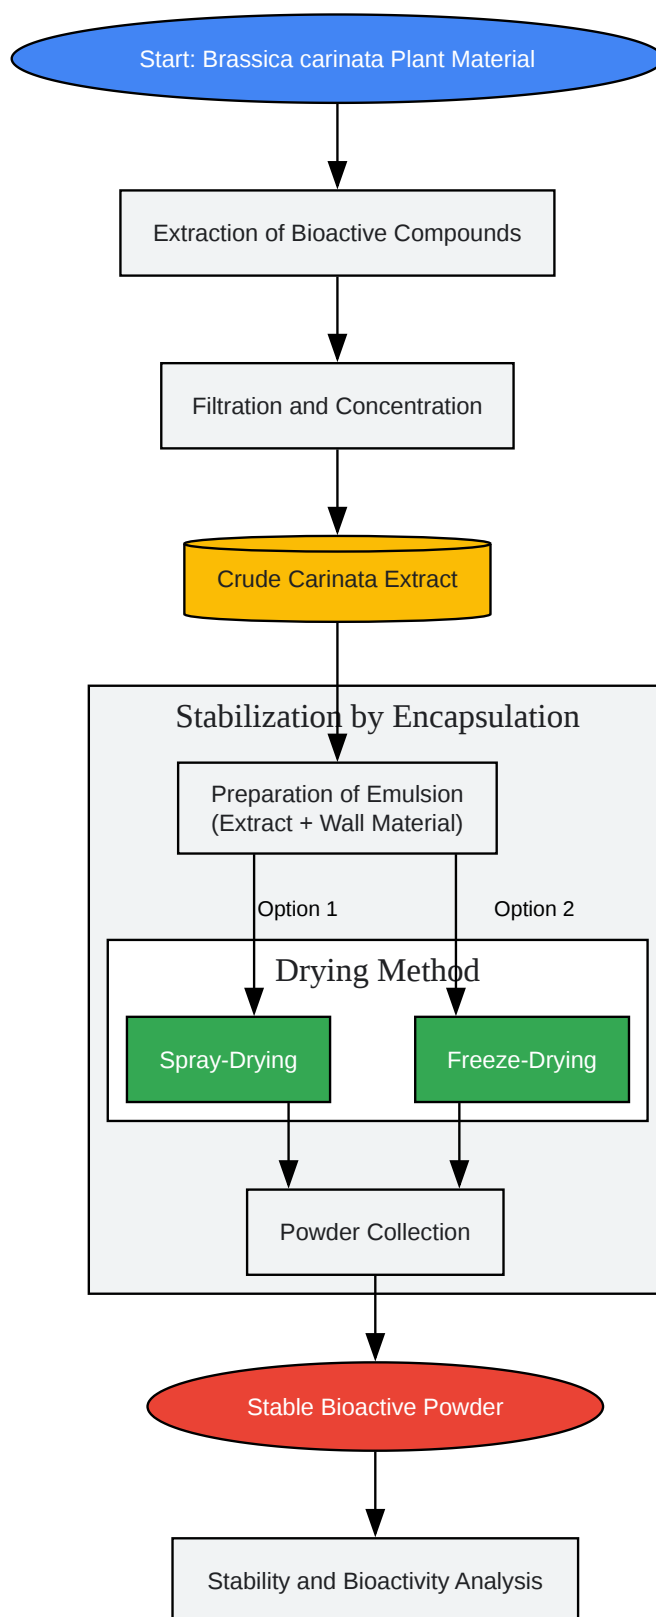 Start: Brassica carinata Plant Material
Extraction of Bioactive Compounds
Filtration and Concentration
Crude Carinata Extract
Stabilization by Encapsulation
Preparation of Emulsion
(Extract + Wall Material)
Option 1
Option 2
Drying Method
Spray-Drying
Freeze-Drying
Powder Collection
Stable Bioactive Powder
Stability and Bioactivity Analysis